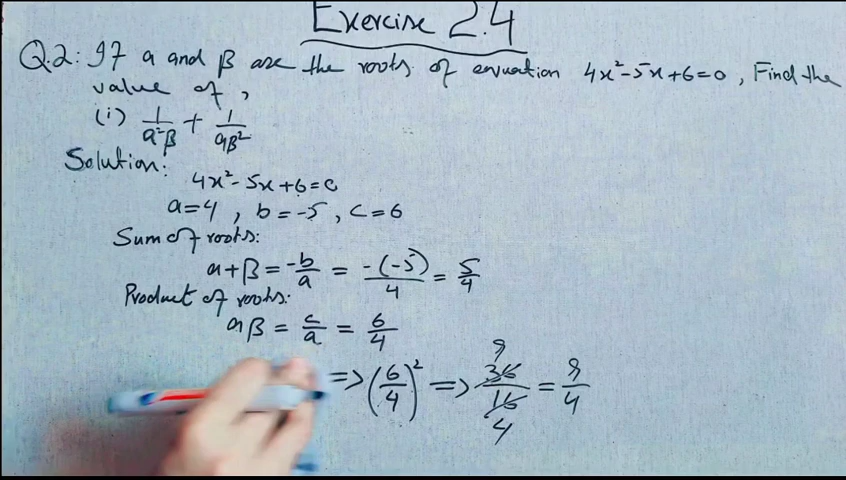 Exercise 2.4
Q.2: If α and β are the roots of equation 4x²-5x+6=0, Find the
value of,
(i) 1/α²β + 1/αβ²
Solution:
4x²-5x+6=0
a=4, b=-5, c=6
Sum of roots:
α+β = -b/a = -(-5)/4 = 5/4
Product of roots:
αβ = c/a = 6/4
=> (6/4)² => 36/16 = 9/4
9
4